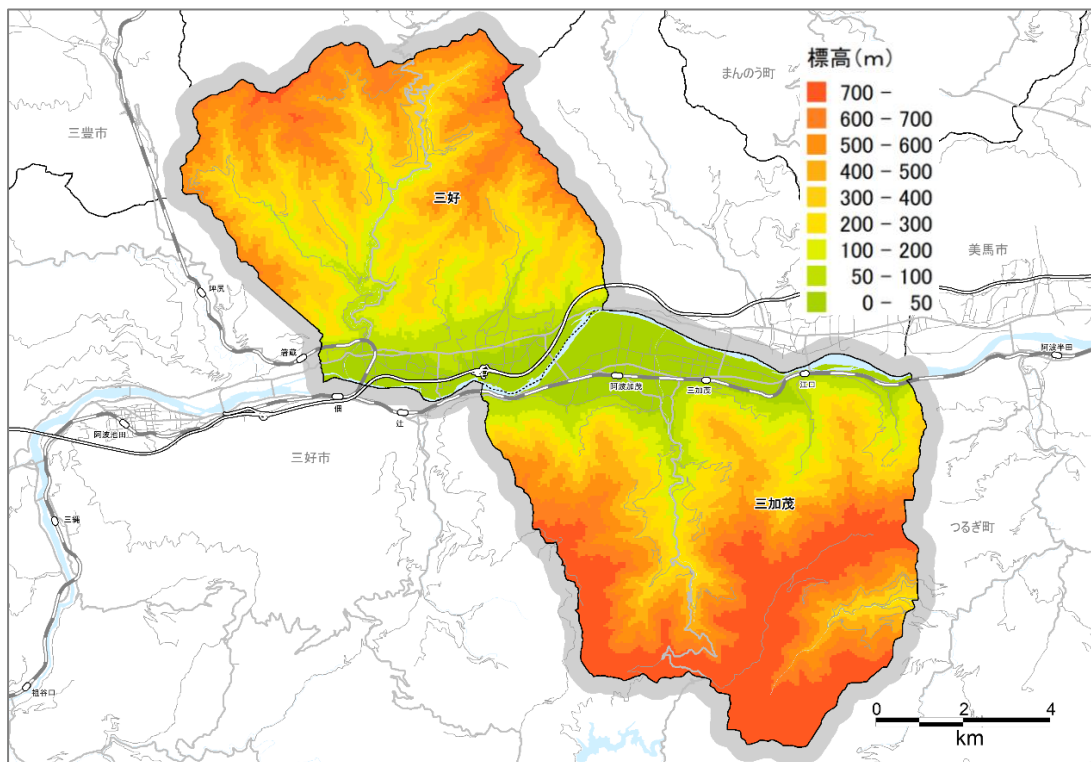 標高(m)
700 -
600 - 700
500 - 600
400 - 500
300 - 400
200 - 300
100 - 200
50 - 100
0 - 50
まんのう町
三豊市
三好
美馬市
坪尻
箸蔵
阿波半田
江口
三加茂
阿波加茂
佃
辻
阿波池田
三好市
三加茂
三縄
つるぎ町
祖谷口
0 2 4
km